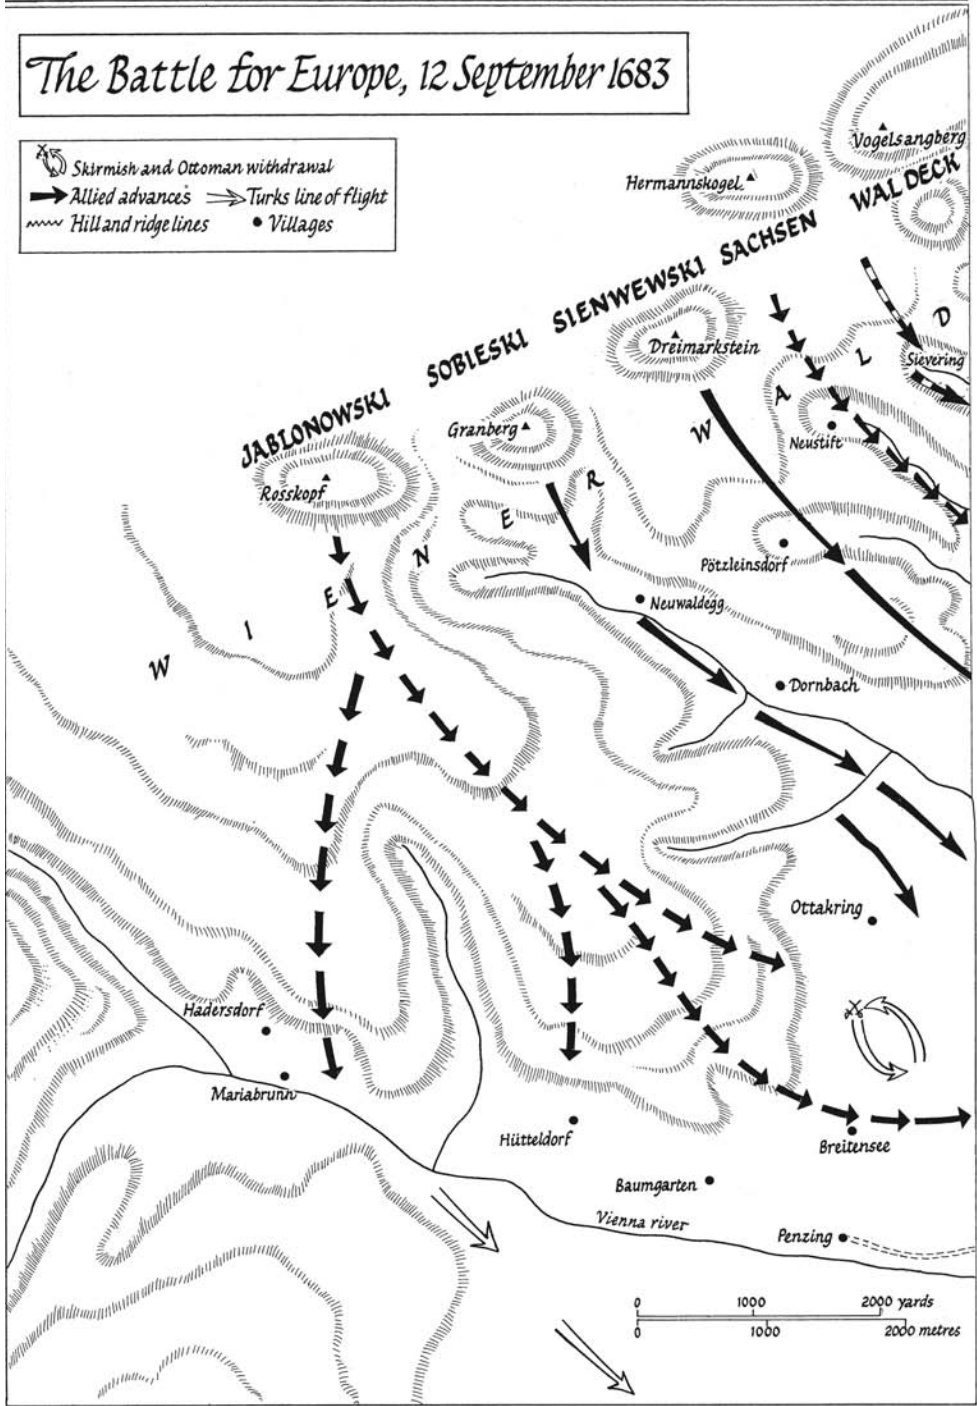 The Battle for Europe, 12 September 1683
Skirmish and Ottoman withdrawal
Allied advances
Turks line of flight
Hill and ridge lines
Villages
Vogelsangberg
Hermannskogel
WALDECK
SACHSEN
SIENWEWSKI
SOBIESKI
JABLONOWSKI
Dreimarkstein
Sievering
Granberg
Neustift
Rosskopf
WIENER WALD
Pötzleinsdorf
Neuwaldegg
Dornbach
Ottakring
Hadersdorf
Mariabrunn
Hütteldorf
Breitensee
Baumgarten
Vienna river
Penzing
0 1000 2000 yards
0 1000 2000 metres